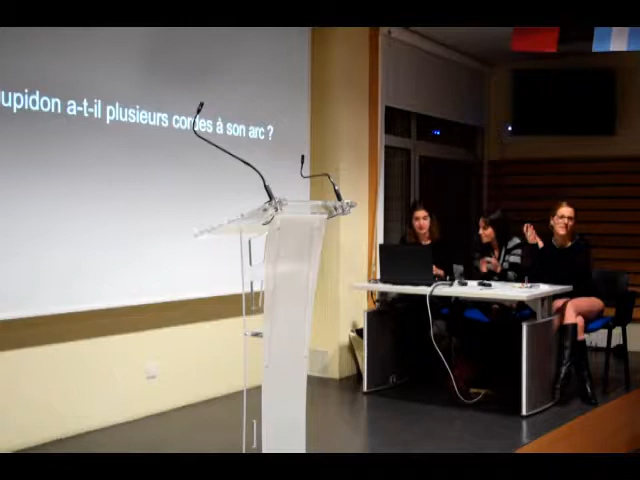 upidon a-t-il plusieurs cordes à son arc ?